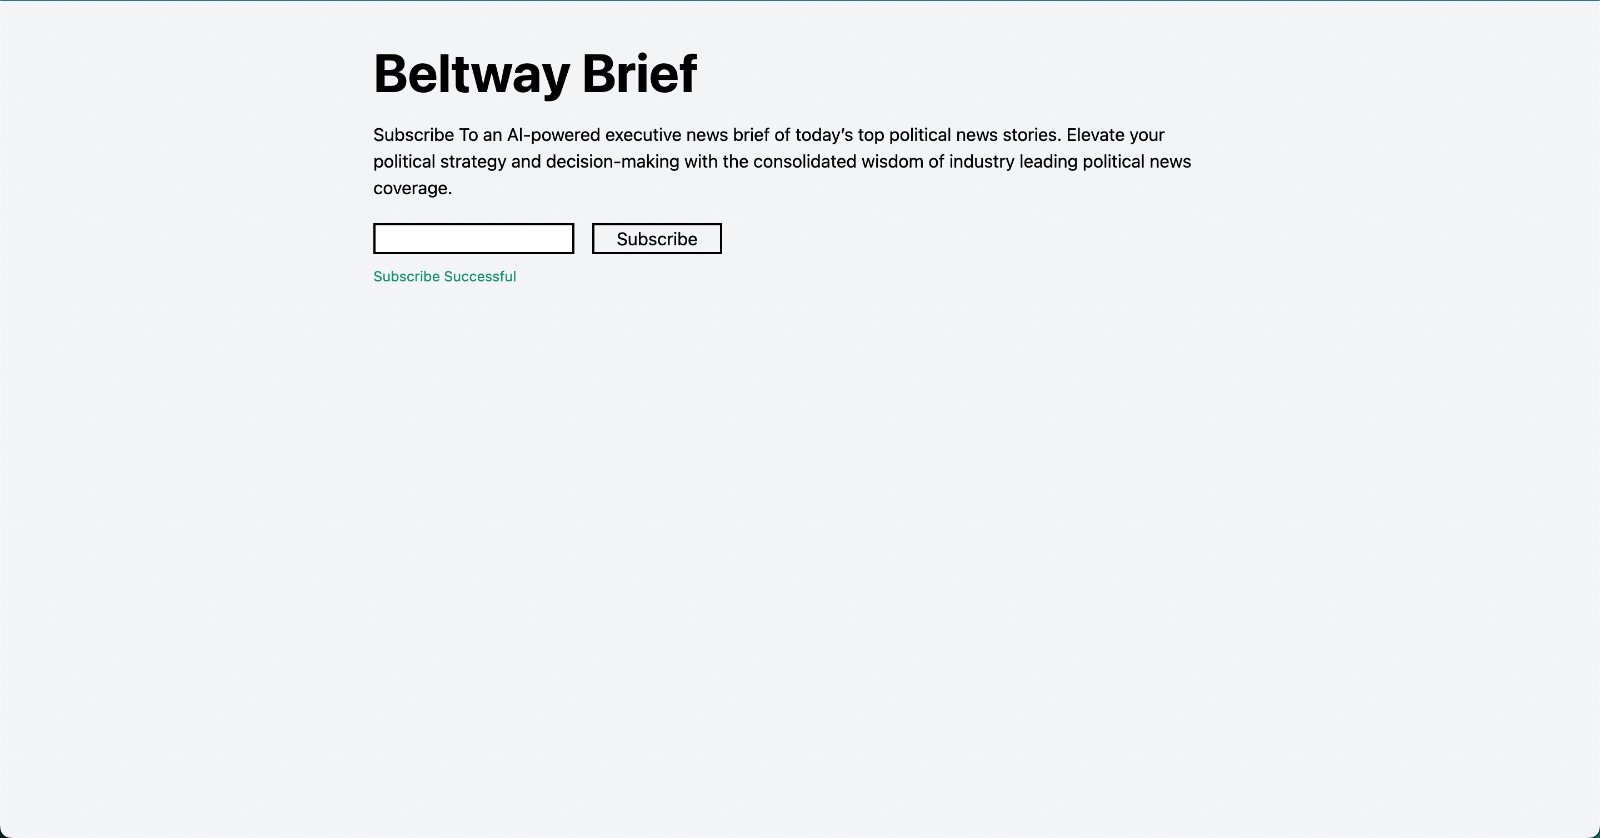 Beltway Brief
Subscribe To an AI-powered executive news brief of today's top political news stories. Elevate your
political strategy and decision-making with the consolidated wisdom of industry leading political news
coverage.
Subscribe
Subscribe Successful